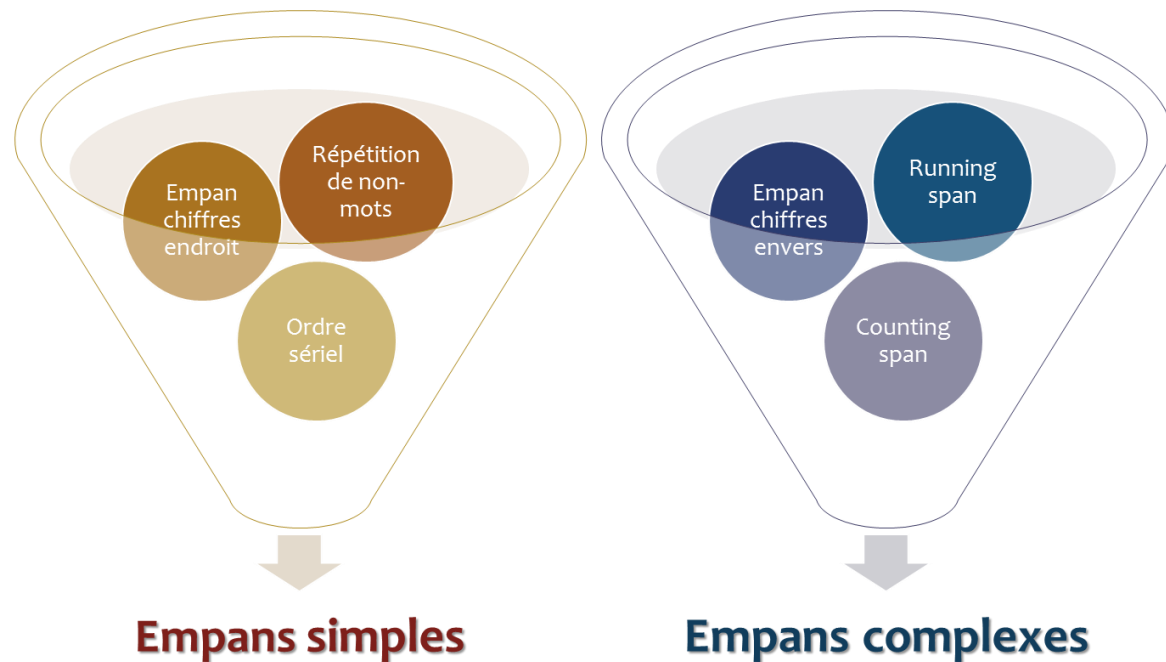 Empan
chiffres
endroit
Répétition
de non-
mots
Ordre
sériel
Empans simples
Empan
chiffres
envers
Running
span
Counting
span
Empans complexes